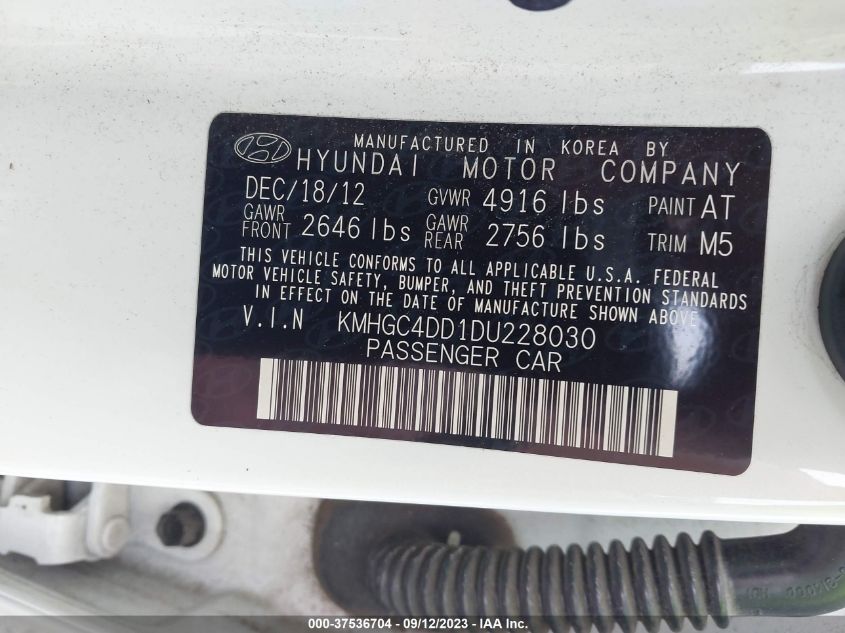 MANUFACTURED IN KOREA BY
HYUNDAI MOTOR COMPANY
DEC/18/12 GVWR 4916 lbs PAINT AT
GAWR FRONT 2646 lbs GAWR REAR 2756 lbs TRIM M5
THIS VEHICLE CONFORMS TO ALL APPLICABLE U.S.A. FEDERAL
MOTOR VEHICLE SAFETY, BUMPER, AND THEFT PREVENTION STANDARDS
IN EFFECT ON THE DATE OF MANUFACTURE SHOWN ABOVE
V.I.N KMHGC4DD1DU228030
PASSENGER CAR
000-37536704 - 09/12/2023 - IAA Inc.